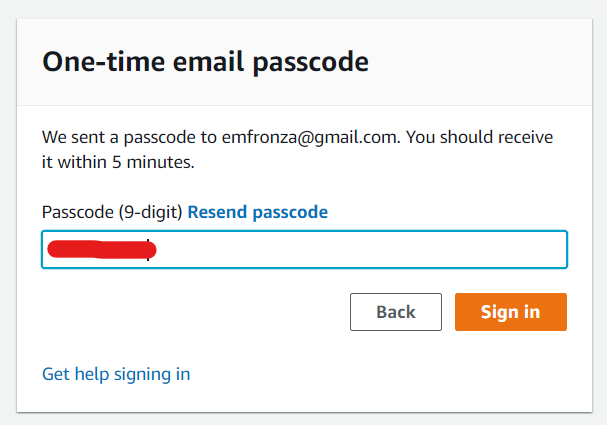 One-time email passcode
We sent a passcode to emfronza@gmail.com. You should receive
it within 5 minutes.
Passcode (9-digit) Resend passcode
Back
Sign in
Get help signing in